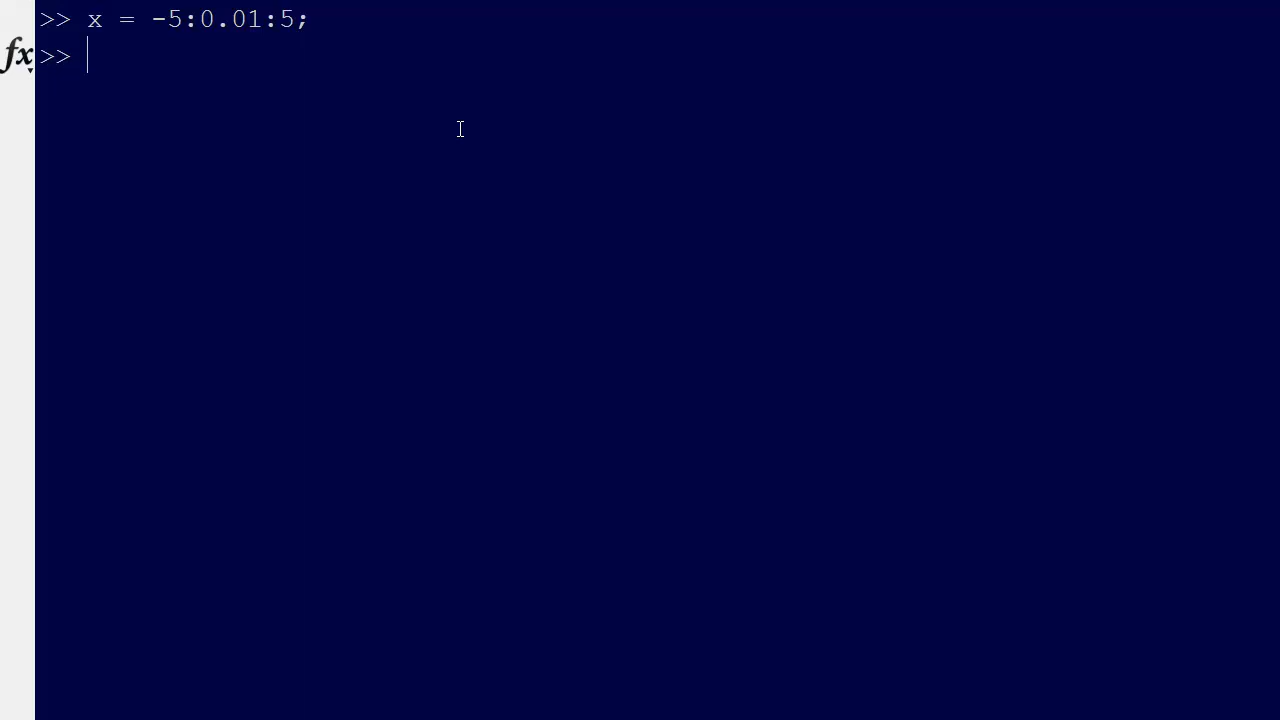 >> x = -5:0.01:5;
fx >>